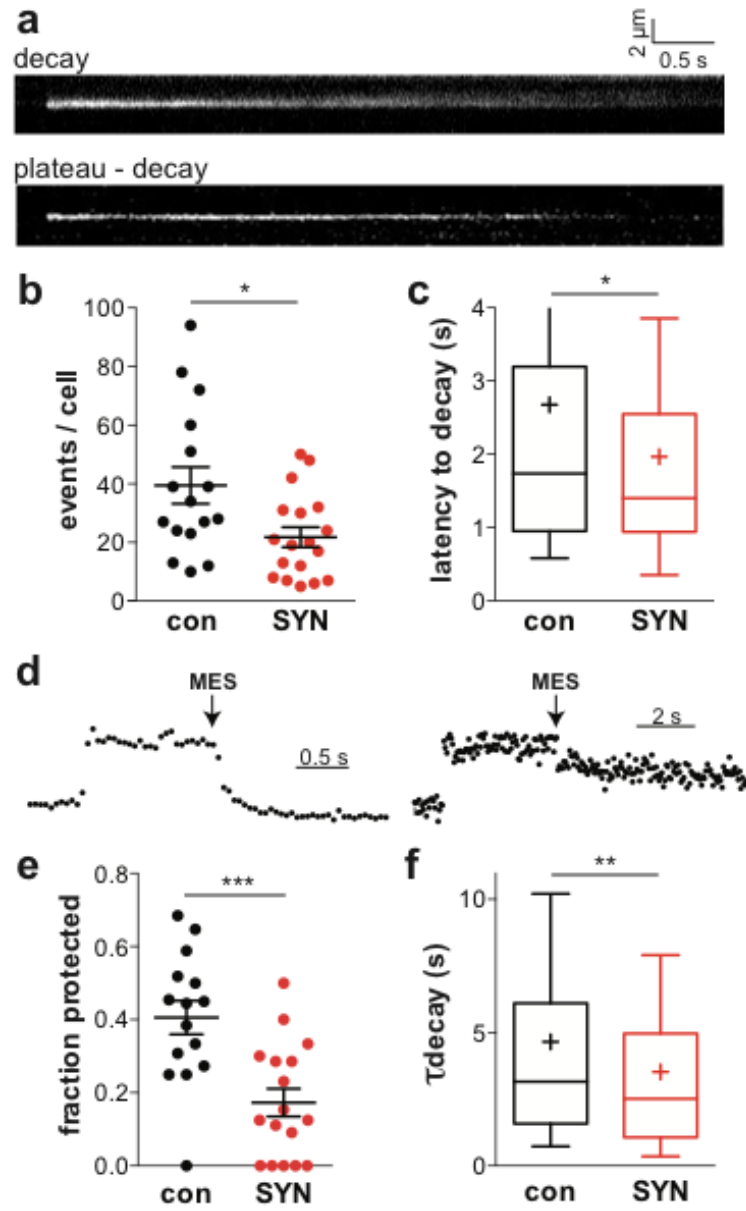 a
decay
2 µm
0.5 s
plateau - decay
b
*
events / cell
100
80
60
40
20
0
con SYN
c
*
latency to decay (s)
4
3
2
1
0
con SYN
d
MES
0.5 s
MES
2 s
e
***
fraction protected
0.8
0.6
0.4
0.2
0.0
con SYN
f
**
τdecay (s)
10
5
0
con SYN